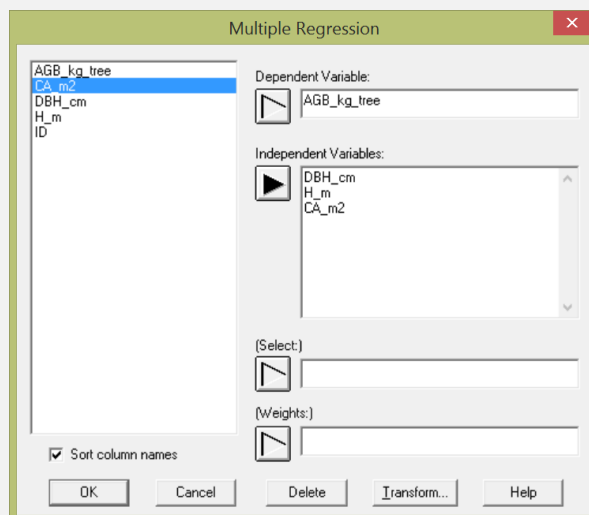 Multiple Regression
AGB_kg_tree
CA_m2
DBH_cm
H_m
ID
Sort column names
Dependent Variable:
AGB_kg_tree
Independent Variables:
DBH_cm
H_m
CA_m2
(Select:)
(Weights:)
OK Cancel Delete Transform... Help